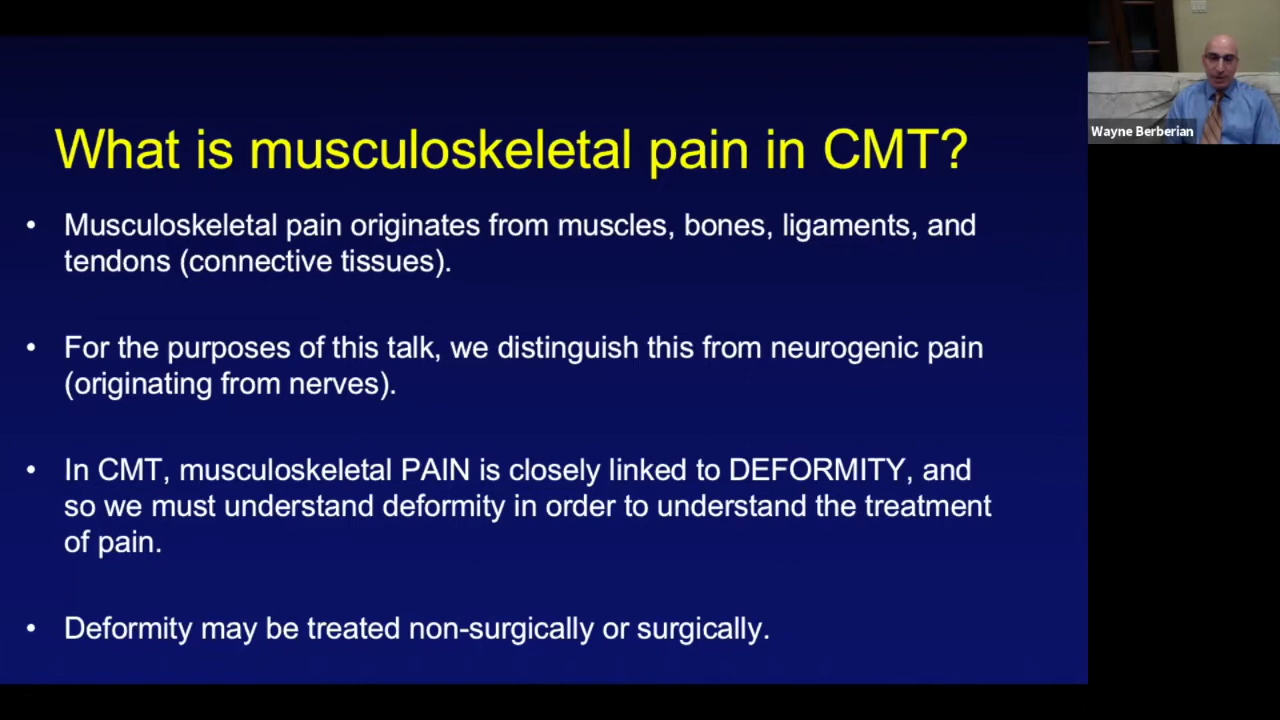 What is musculoskeletal pain in CMT?
• Musculoskeletal pain originates from muscles, bones, ligaments, and
tendons (connective tissues).
• For the purposes of this talk, we distinguish this from neurogenic pain
(originating from nerves).
• In CMT, musculoskeletal PAIN is closely linked to DEFORMITY, and
so we must understand deformity in order to understand the treatment
of pain.
• Deformity may be treated non-surgically or surgically.
Wayne Berberian